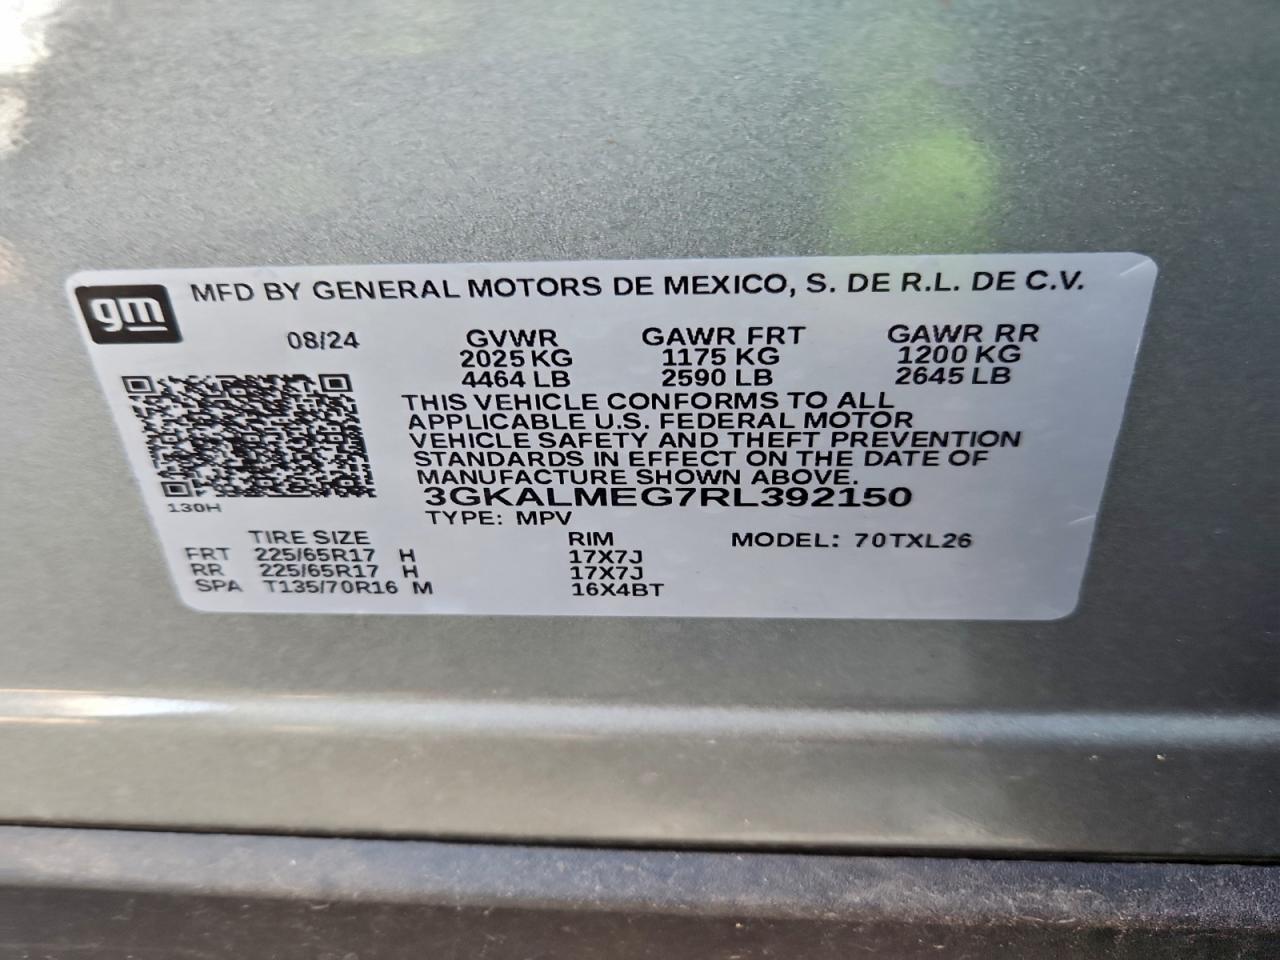 gm
MFD BY GENERAL MOTORS DE MEXICO, S. DE R.L. DE C.V.
08/24 GVWR GAWR FRT GAWR RR
2025 KG 1175 KG 1200 KG
4464 LB 2590 LB 2645 LB
THIS VEHICLE CONFORMS TO ALL
APPLICABLE U.S. FEDERAL MOTOR
VEHICLE SAFETY AND THEFT PREVENTION
STANDARDS IN EFFECT ON THE DATE OF
MANUFACTURE SHOWN ABOVE.
3GKALMEG7RL392150
130H
TYPE: MPV
TIRE SIZE RIM MODEL: 70TXL26
FRT 225/65R17 H 17X7J
RR 225/65R17 H 17X7J
SPA T135/70R16 M 16X4BT